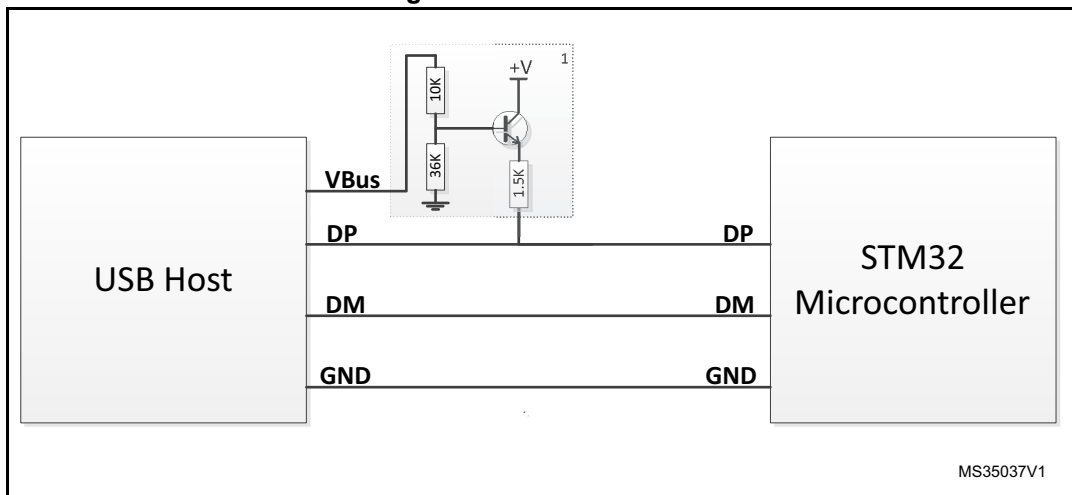 1
+V
10K
36K
1.5K
VBus
DP
DP
USB Host
STM32
Microcontroller
DM
DM
GND
GND
MS35037V1